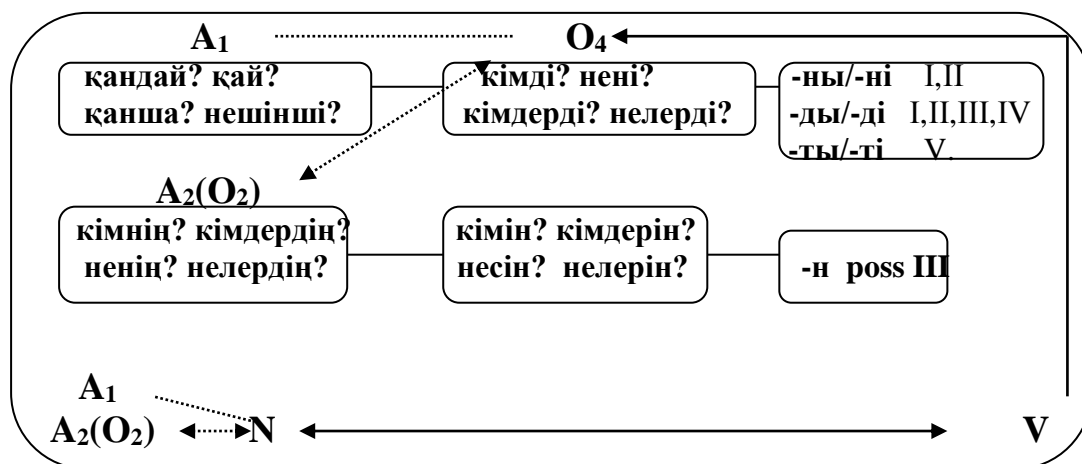 A₁ O₄
қандай? қай?
қанша? нешінші?
кімді? нені?
кімдерді? нелерді?
-ны/-ні I,II
-ды/-ді I,II,III,IV
-ты/-ті V.
A₂(O₂)
кімнің? кімдердің?
ненің? нелердің?
кімін? кімдерін?
несін? нелерін?
-н poss III
A₁
A₂(O₂) N V